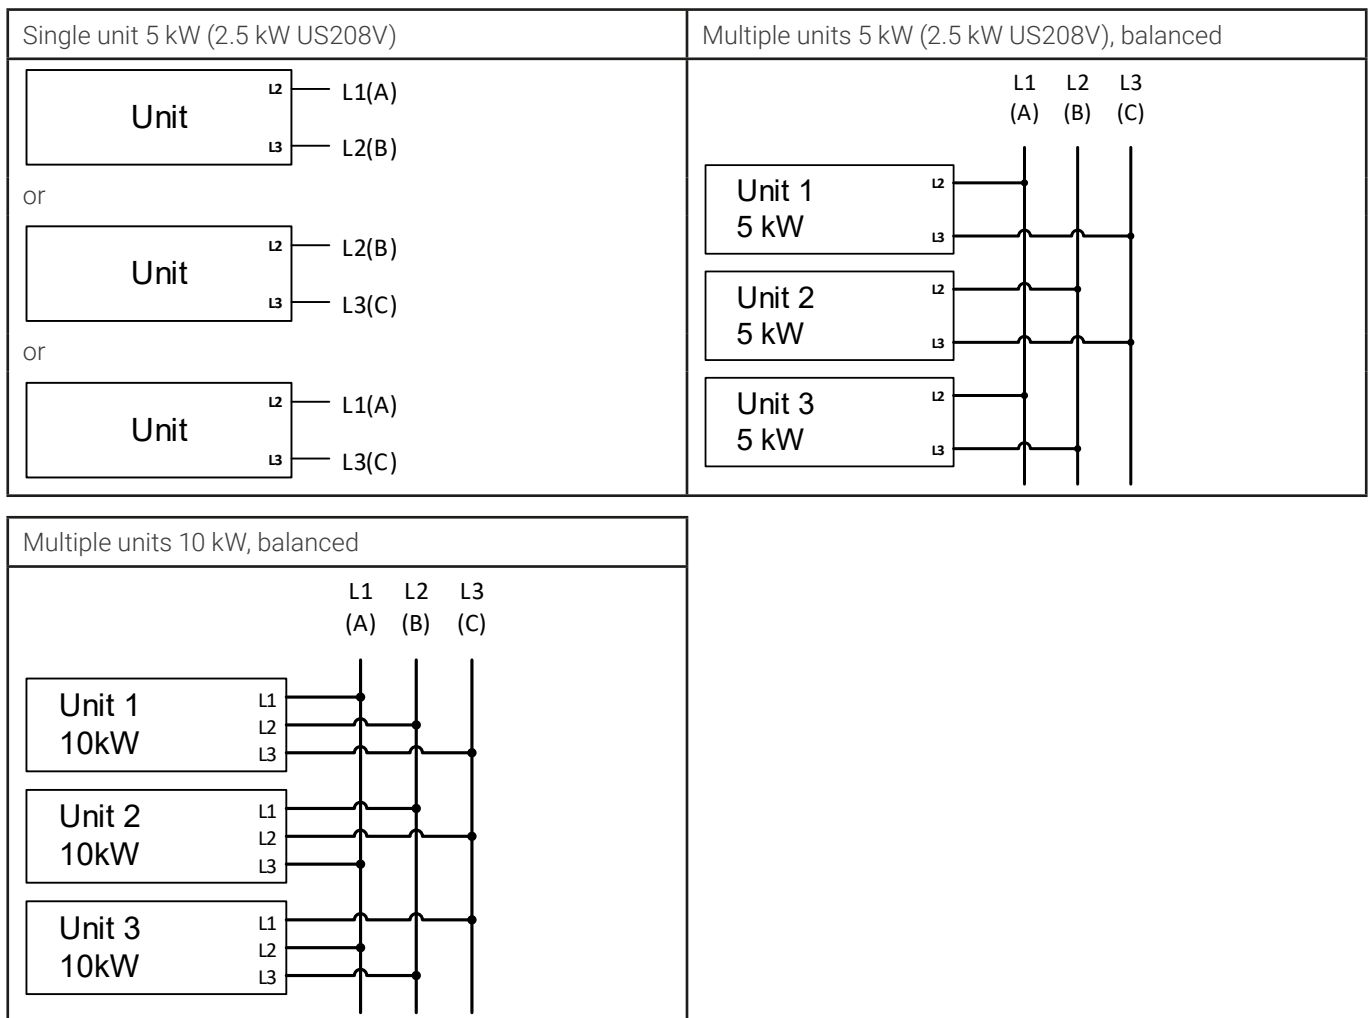 Single unit 5 kW (2.5 kW US208V)
L2 L1(A)
Unit
L3 L2(B)
or
L2 L2(B)
Unit
L3 L3(C)
or
L2 L1(A)
Unit
L3 L3(C)
Multiple units 5 kW (2.5 kW US208V), balanced
L1 L2 L3
(A) (B) (C)
Unit 1 L2
5 kW L3
Unit 2 L2
5 kW L3
Unit 3 L2
5 kW L3
Multiple units 10 kW, balanced
L1 L2 L3
(A) (B) (C)
Unit 1 L1
L2
10kW L3
Unit 2 L1
L2
10kW L3
Unit 3 L1
L2
10kW L3